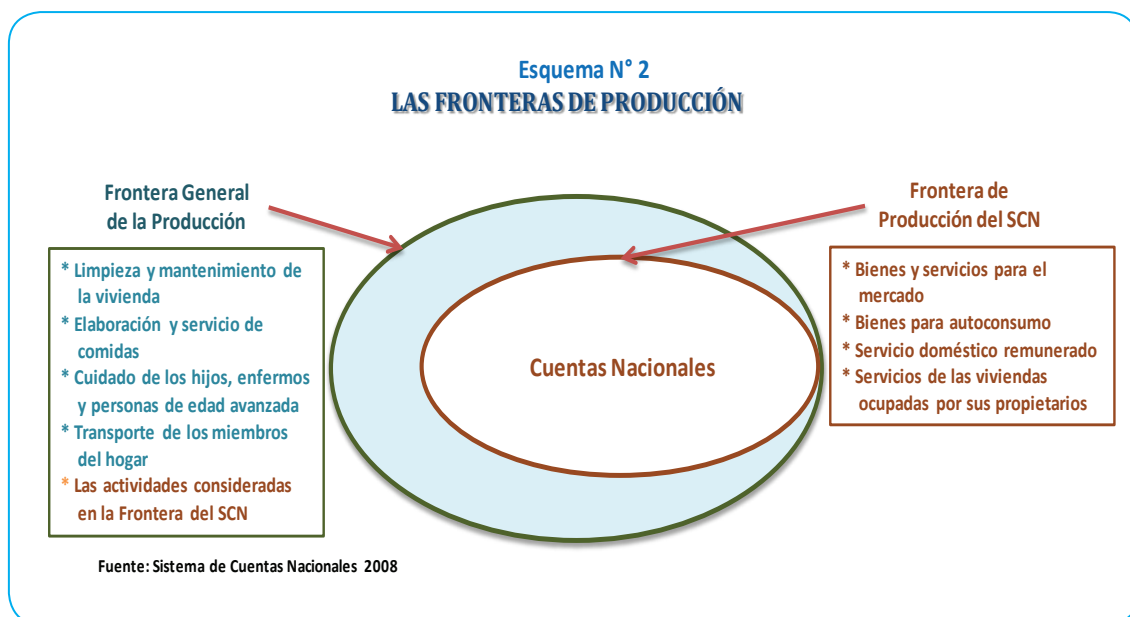 Esquema N° 2
LAS FRONTERAS DE PRODUCCIÓN
Frontera General
de la Producción
* Limpieza y mantenimiento de
la vivienda
* Elaboración y servicio de
comidas
* Cuidado de los hijos, enfermos
y personas de edad avanzada
* Transporte de los miembros
del hogar
* Las actividades consideradas
en la Frontera del SCN
Cuentas Nacionales
Frontera de
Producción del SCN
* Bienes y servicios para el
mercado
* Bienes para autoconsumo
* Servicio doméstico remunerado
* Servicios de las viviendas
ocupadas por sus propietarios
Fuente: Sistema de Cuentas Nacionales 2008